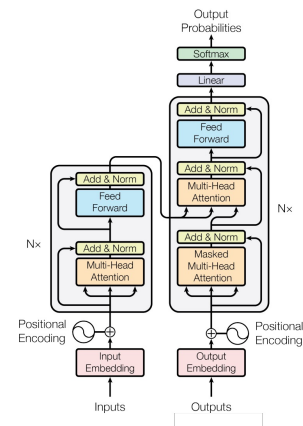 Output
Probabilities
Softmax
Linear
Add & Norm
Feed
Forward
Add & Norm
Multi-Head
Attention
Add & Norm
Masked
Multi-Head
Attention
N×
Add & Norm
Feed
Forward
Add & Norm
Multi-Head
Attention
N×
Positional
Encoding
Positional
Encoding
Input
Embedding
Output
Embedding
Inputs
Outputs